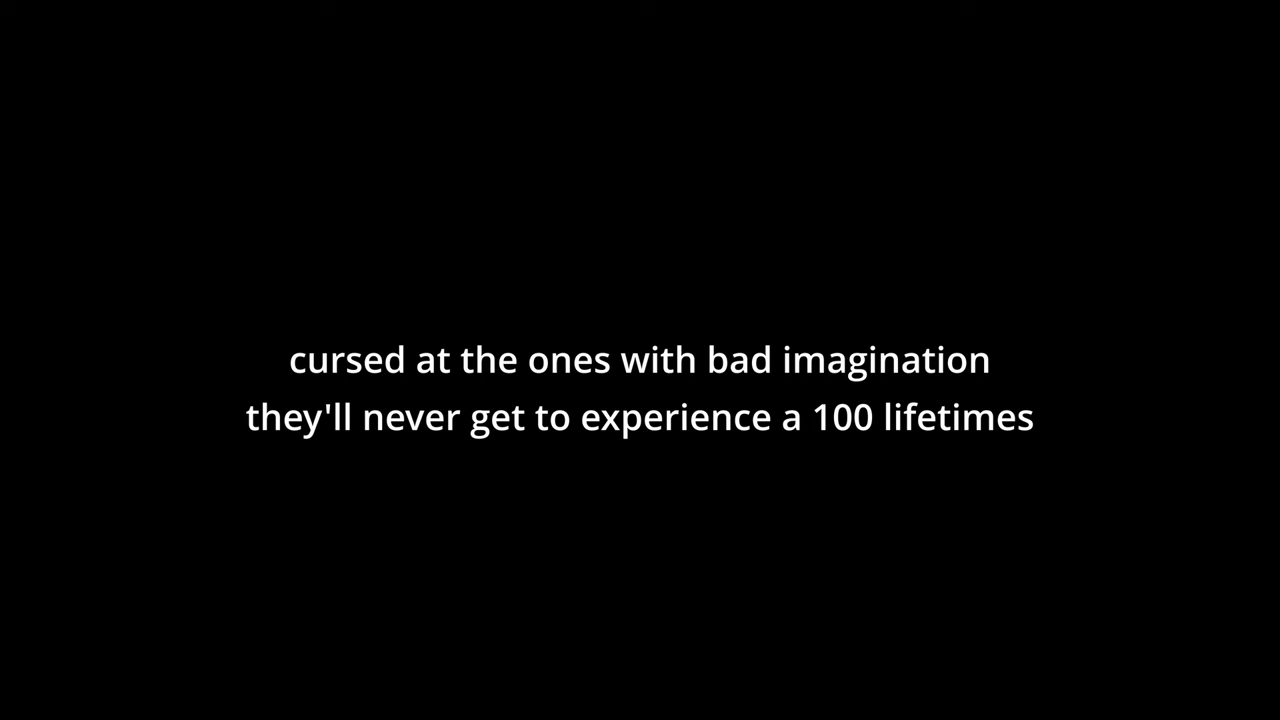 cursed at the ones with bad imagination
they'll never get to experience a 100 lifetimes